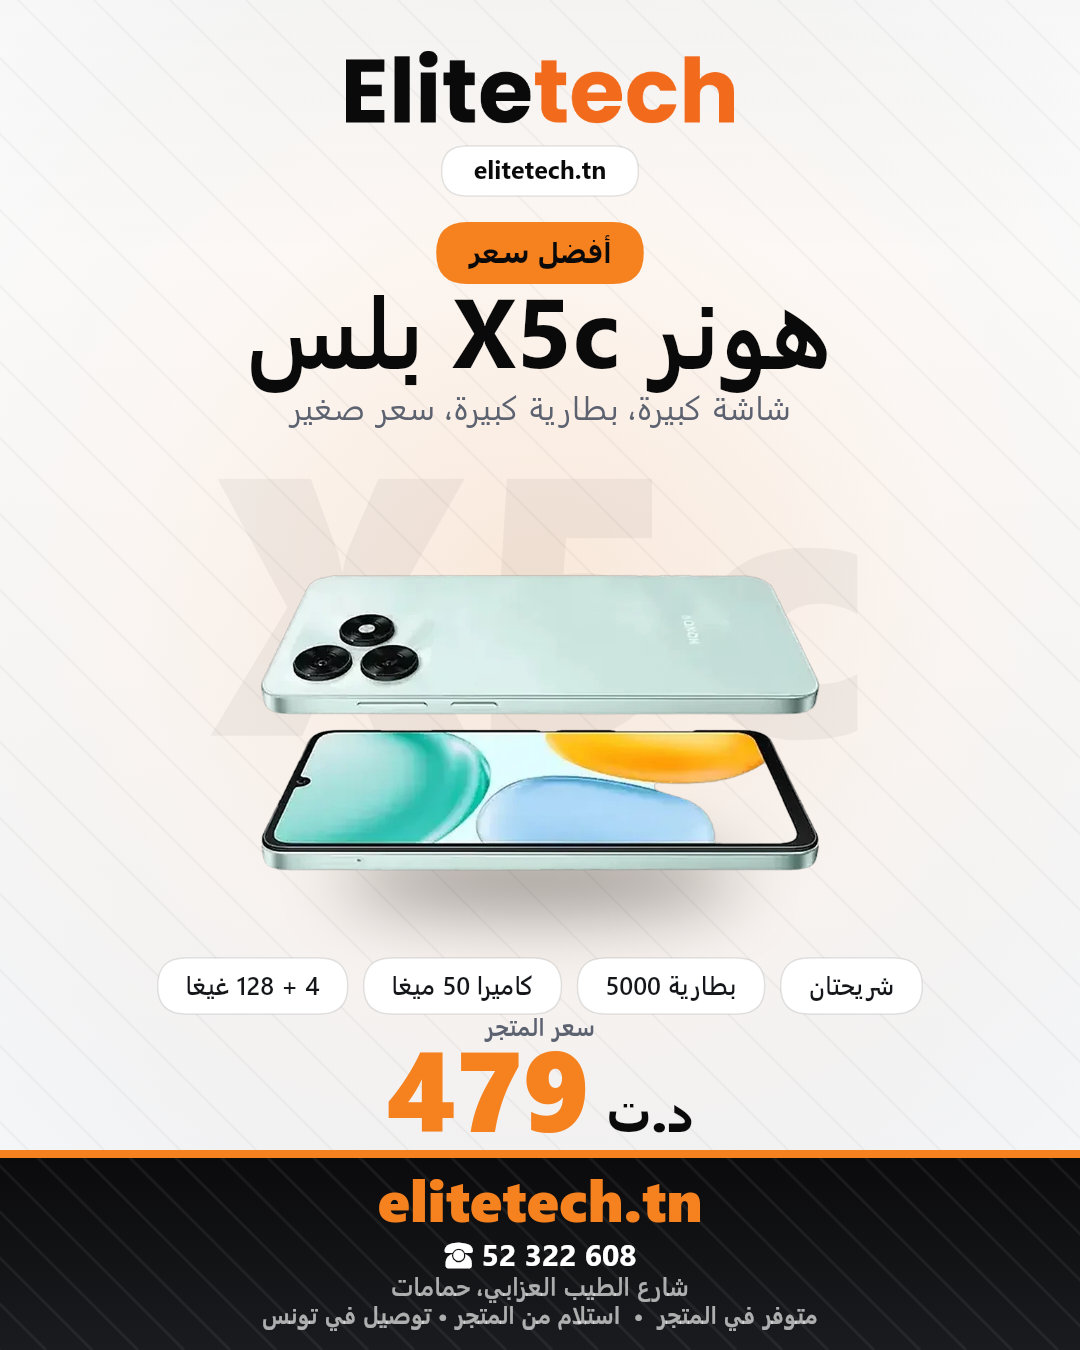 Elitetech
elitetech.tn
أفضل سعر
هونر X5c بلس
شاشة كبيرة، بطارية كبيرة، سعر صغير
X5c
HONOR
شريحتان
بطارية 5000
كاميرا 50 ميغا
4 + 128 غيغا
سعر المتجر
479 د.ت
elitetech.tn
☎ 52 322 608
شارع الطيب العزابي، حمامات
متوفر في المتجر • استلام من المتجر • توصيل في تونس